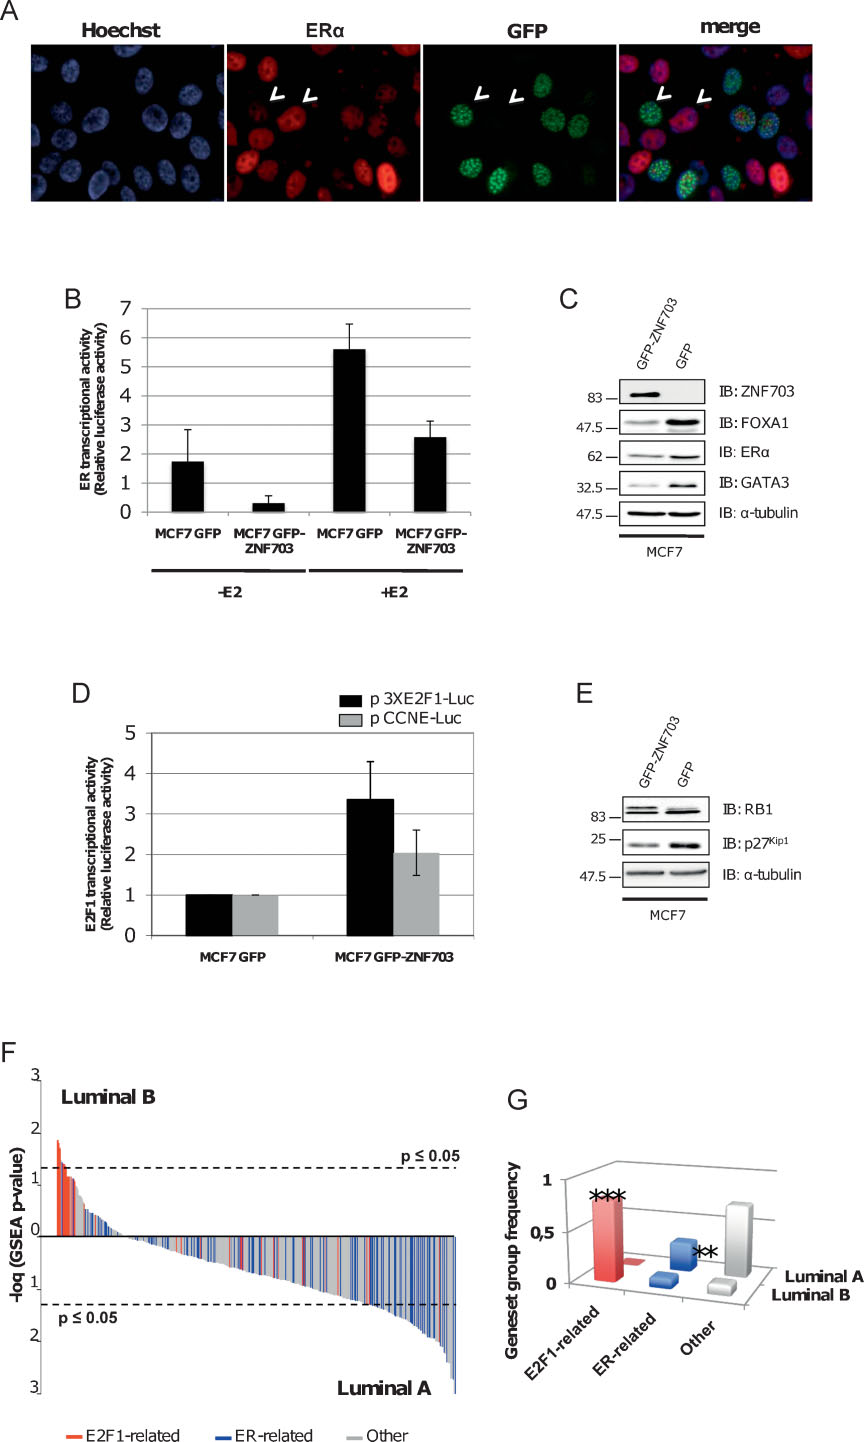 A
Hoechst ERα GFP merge
B
ER transcriptional activity
(Relative luciferase activity)
7
6
5
4
3
2
1
0
MCF7 GFP MCF7 GFP-ZNF703 MCF7 GFP MCF7 GFP-ZNF703
-E2 +E2
C
GFP-ZNF703 GFP
83 IB: ZNF703
47.5 IB: FOXA1
62 IB: ERα
32.5 IB: GATA3
47.5 IB: α-tubulin
MCF7
D
p 3XE2F1-Luc
p CCNE-Luc
E2F1 transcriptional activity
(Relative luciferase activity)
5
4
3
2
1
0
MCF7 GFP MCF7 GFP-ZNF703
E
GFP-ZNF703 GFP
83 IB: RB1
25 IB: p27Kip1
47.5 IB: α-tubulin
MCF7
F
-log (GSEA p-value)
3
2
1
0
1
2
3
Luminal B
p ≤ 0.05
p ≤ 0.05
Luminal A
E2F1-related ER-related Other
G
Geneset group frequency
1
0,5
0
***
**
Luminal A
Luminal B
E2F1-related
ER-related
Other